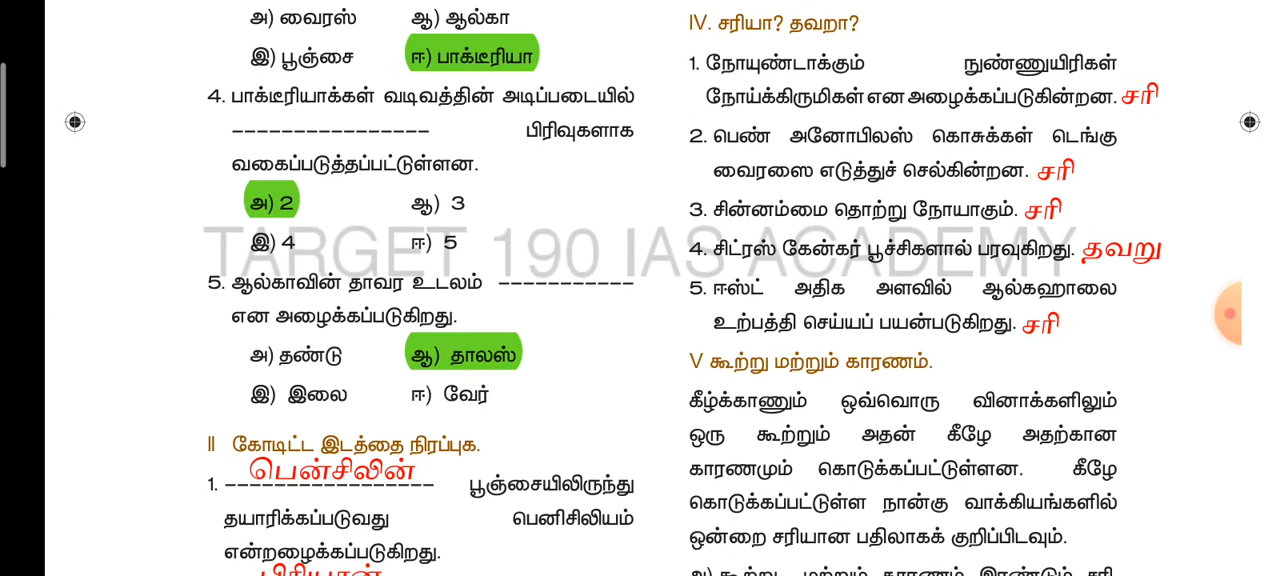 அ) வைரஸ் ஆ) ஆல்கா
இ) பூஞ்சை ஈ) பாக்டீரியா
4. பாக்டீரியாக்கள் வடிவத்தின் அடிப்படையில்
---------------- பிரிவுகளாக
வகைப்படுத்தப்பட்டுள்ளன.
அ) 2 ஆ) 3
இ) 4 ஈ) 5
5. ஆல்காவின் தாவர உடலம் -----------
என அழைக்கப்படுகிறது.
அ) தண்டு ஆ) தாலஸ்
இ) இலை ஈ) வேர்
II கோடிட்ட இடத்தை நிரப்புக.
பென்சிலின்
1. ----------------- பூஞ்சையிலிருந்து
தயாரிக்கப்படுவது பெனிசிலியம்
என்றழைக்கப்படுகிறது.
பிரியான்
IV. சரியா? தவறா?
1. நோயுண்டாக்கும் நுண்ணுயிரிகள்
நோய்க்கிருமிகள் என அழைக்கப்படுகின்றன. சரி
2. பெண் அனோபிலஸ் கொசுக்கள் டெங்கு
வைரஸை எடுத்துச் செல்கின்றன. சரி
3. சின்னம்மை தொற்று நோயாகும். சரி
4. சிட்ரஸ் கேன்கர் பூச்சிகளால் பரவுகிறது. தவறு
5. ஈஸ்ட் அதிக அளவில் ஆல்கஹாலை
உற்பத்தி செய்யப் பயன்படுகிறது. சரி
V கூற்று மற்றும் காரணம்.
கீழ்க்காணும் ஒவ்வொரு வினாக்களிலும்
ஒரு கூற்றும் அதன் கீழே அதற்கான
காரணமும் கொடுக்கப்பட்டுள்ளன. கீழே
கொடுக்கப்பட்டுள்ள நான்கு வாக்கியங்களில்
ஒன்றை சரியான பதிலாகக் குறிப்பிடவும்.
அ) கூற்று மற்றும் காரணம் இரண்டும் சரி.
TARGET 190 IAS ACADEMY